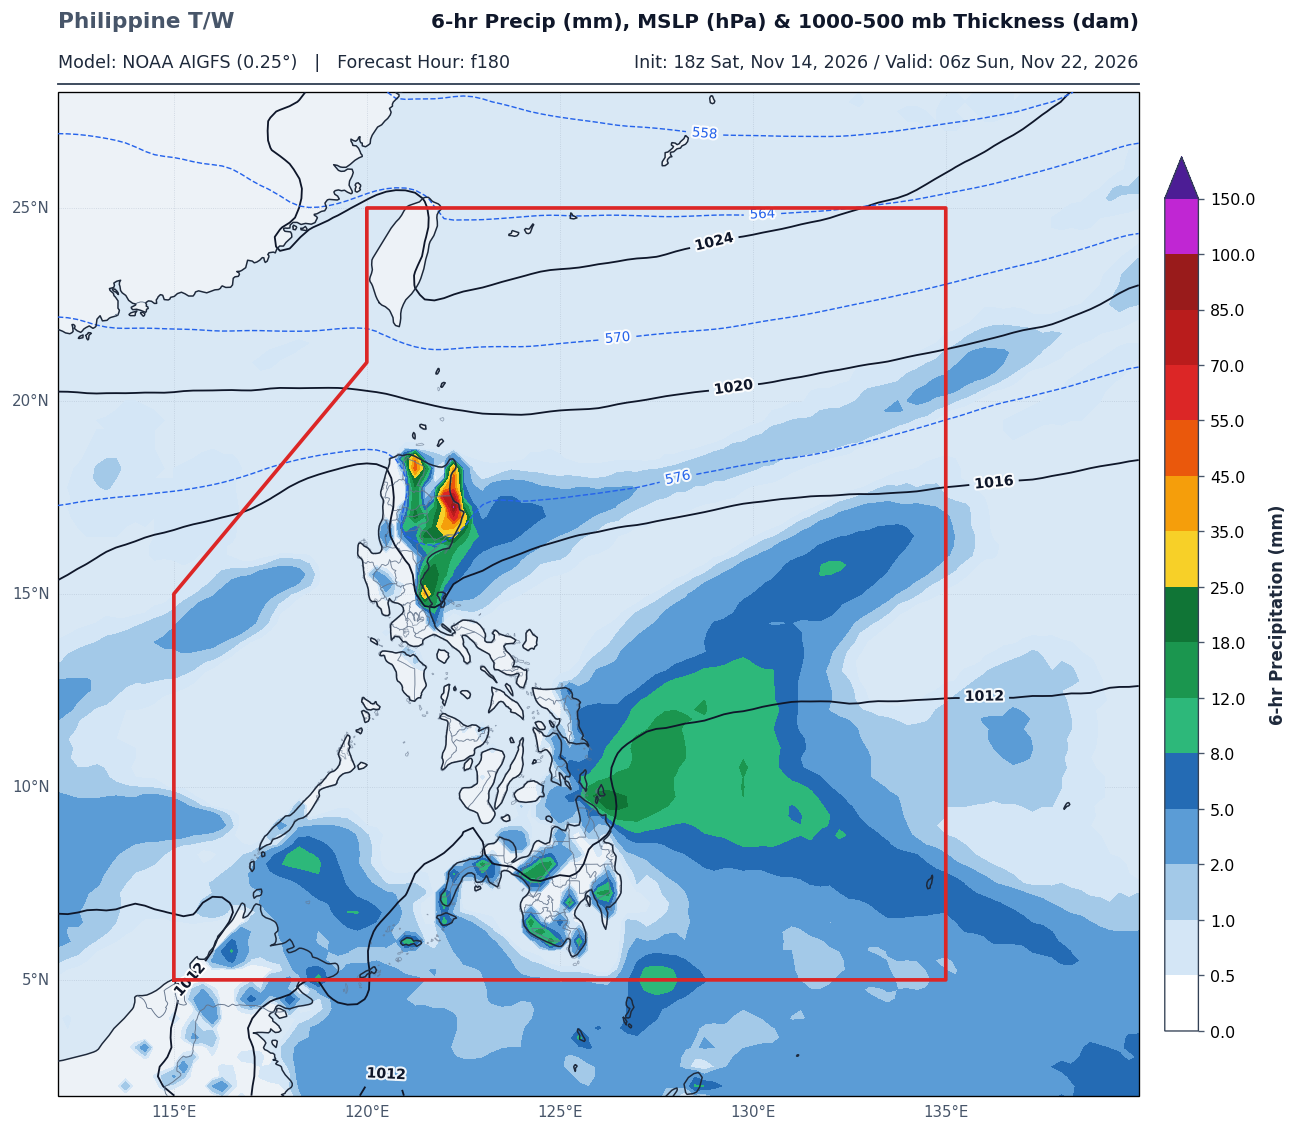 Philippine T/W
6-hr Precip (mm), MSLP (hPa) & 1000-500 mb Thickness (dam)
Model: NOAA AIGFS (0.25°) | Forecast Hour: f180
Init: 18z Sat, Nov 14, 2026 / Valid: 06z Sun, Nov 22, 2026
558
564
1024
570
1020
576
1016
1012
1012
1012
25°N
20°N
15°N
10°N
5°N
115°E
120°E
125°E
130°E
135°E
150.0
100.0
85.0
70.0
55.0
45.0
35.0
25.0
18.0
12.0
8.0
5.0
2.0
1.0
0.5
0.0
6-hr Precipitation (mm)